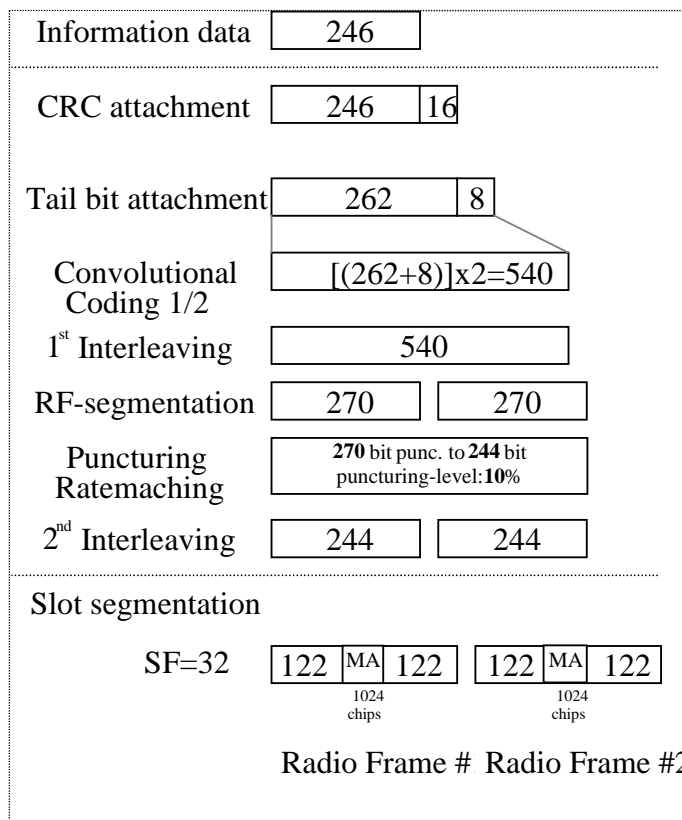 Information data 246
CRC attachment 246 16
Tail bit attachment 262 8
Convolutional
Coding 1/2
[(262+8)]x2=540
1st Interleaving 540
RF-segmentation 270 270
Puncturing
Ratemaching
270 bit punc. to 244 bit
puncturing-level:10%
2nd Interleaving 244 244
Slot segmentation
SF=32 122 MA 122 122 MA 122
1024
chips
1024
chips
Radio Frame # Radio Frame #2